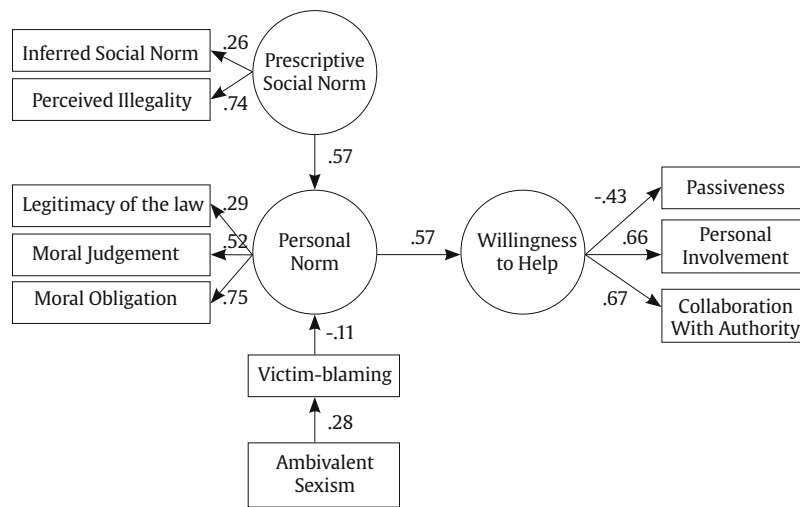 Inferred Social Norm
.26
Prescriptive
Social Norm
Perceived Illegality
.74
.57
Legitimacy of the law
.29
Moral Judgement
.52
Moral Obligation
.75
Personal
Norm
.57
Willingness
to Help
-.43
Passiveness
.66
Personal
Involvement
.67
Collaboration
With Authority
-.11
Victim-blaming
.28
Ambivalent
Sexism